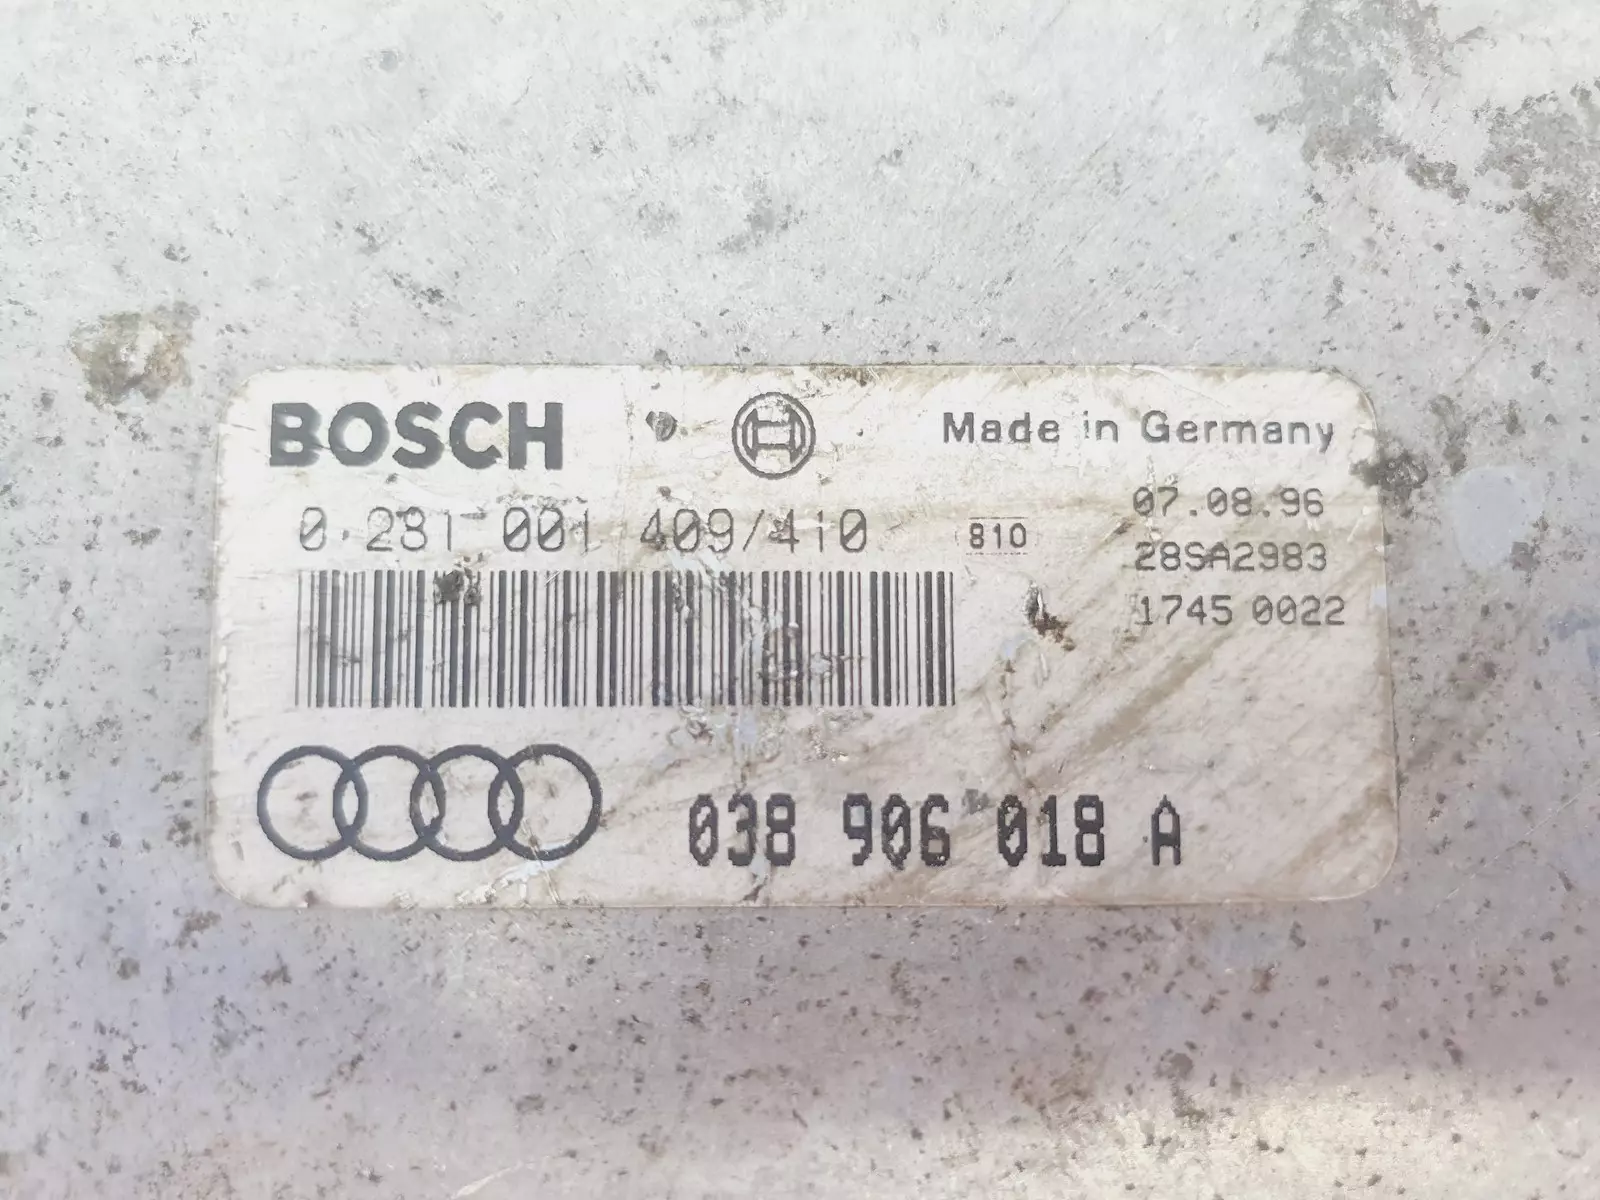 BOSCH Made in Germany
0 281 001 409/410 810 07.08.96
28SA2983
1745 0022
038 906 018 A